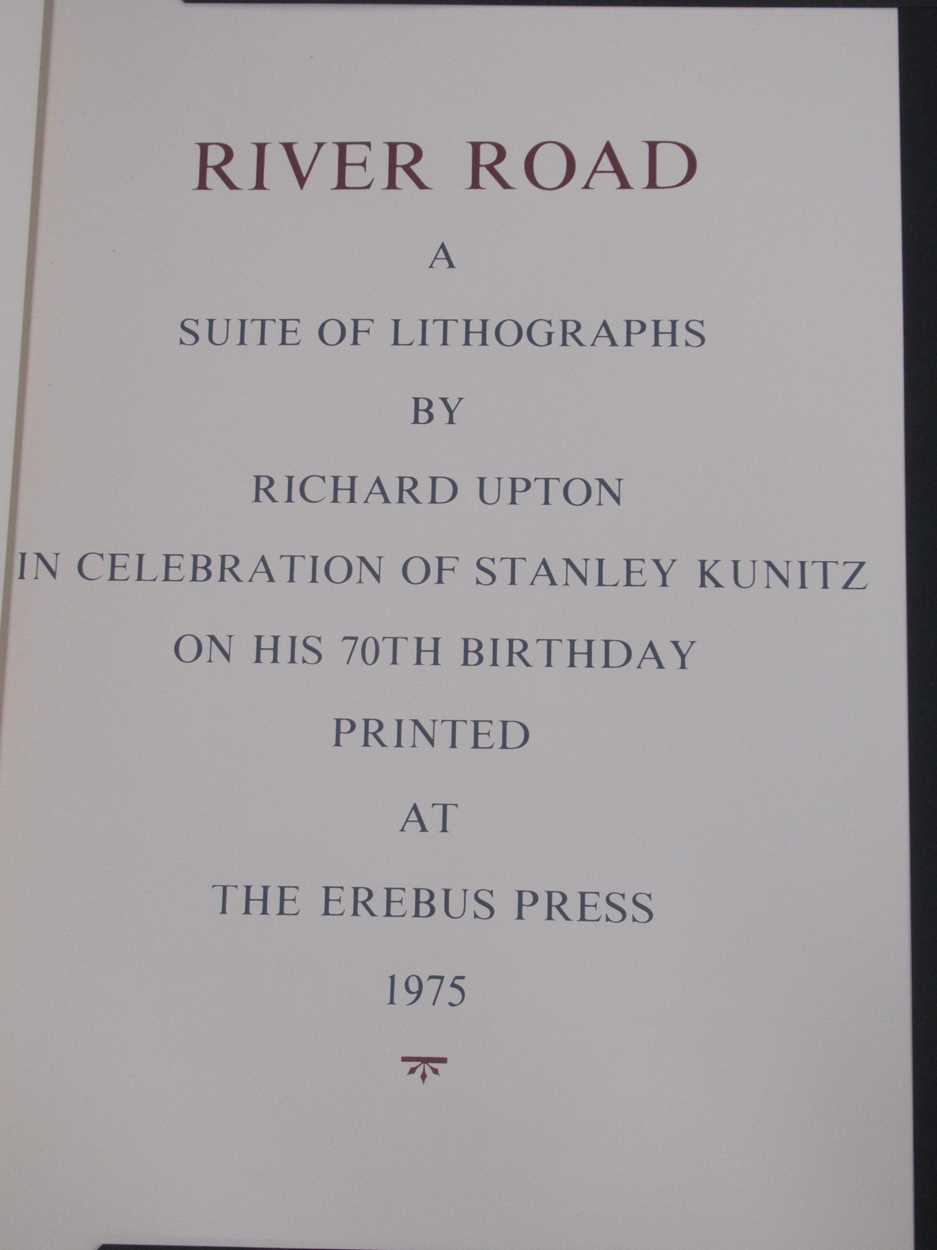 RIVER ROAD
A
SUITE OF LITHOGRAPHS
BY
RICHARD UPTON
IN CELEBRATION OF STANLEY KUNITZ
ON HIS 70TH BIRTHDAY
PRINTED
AT
THE EREBUS PRESS
1975